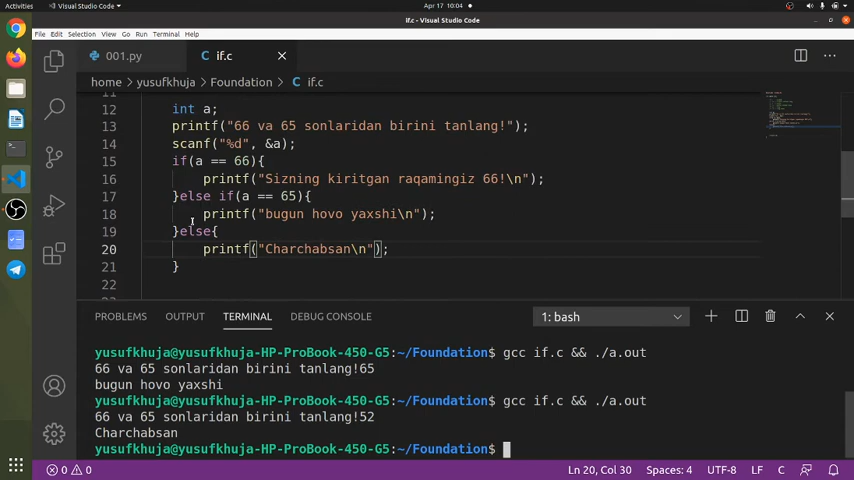 Activities
Visual Studio Code
Apr 17 10:04
if.c - Visual Studio Code
File Edit Selection View Go Run Terminal Help
001.py
if.c
home > yusufkhuja > Foundation > if.c
11
12 int a;
13 printf("66 va 65 sonlaridan birini tanlang!");
14 scanf("%d", &a);
15 if(a == 66){
16 printf("Sizning kiritgan raqamingiz 66!\n");
17 }else if(a == 65){
18 printf("bugun hovo yaxshi\n");
19 }else{
20 printf("Charchabsan\n");
21 }
22
PROBLEMS OUTPUT TERMINAL DEBUG CONSOLE
1: bash
yusufkhuja@yusufkhuja-HP-ProBook-450-G5:~/Foundation$ gcc if.c && ./a.out
66 va 65 sonlaridan birini tanlang!65
bugun hovo yaxshi
yusufkhuja@yusufkhuja-HP-ProBook-450-G5:~/Foundation$ gcc if.c && ./a.out
66 va 65 sonlaridan birini tanlang!52
Charchabsan
yusufkhuja@yusufkhuja-HP-ProBook-450-G5:~/Foundation$
0 0
Ln 20, Col 30 Spaces: 4 UTF-8 LF C